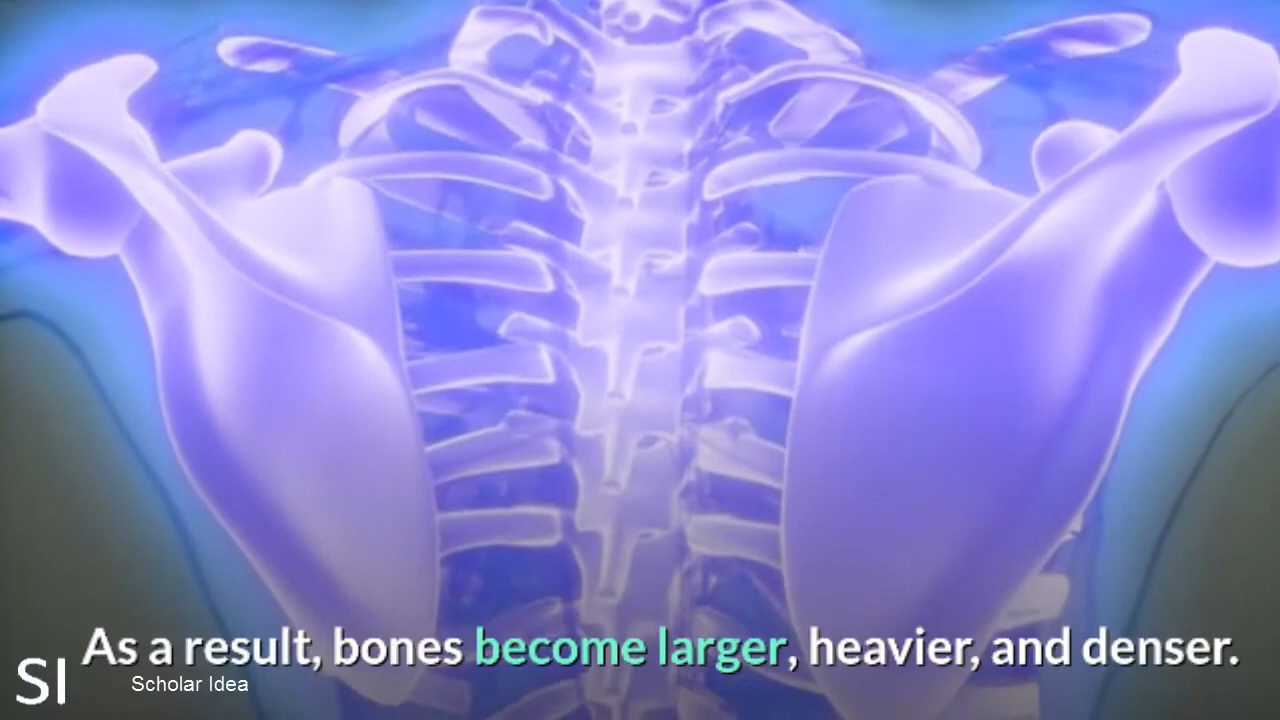 As a result, bones become larger, heavier, and denser.
SI
Scholar Idea